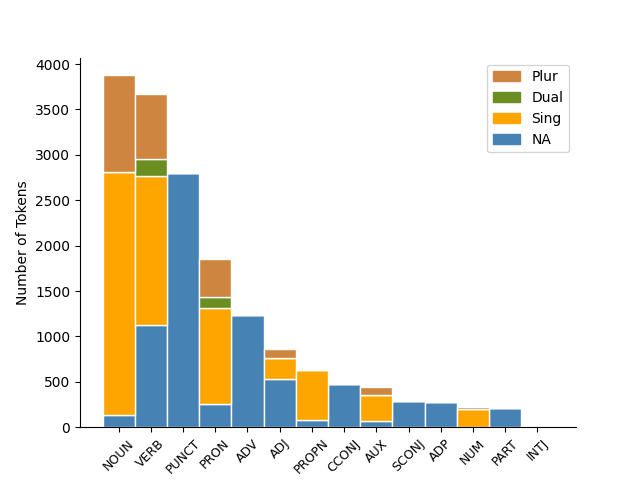 4000
3500
3000
2500
2000
1500
1000
500
0
Number of Tokens
Plur
Dual
Sing
NA
NOUN
VERB
PUNCT
PRON
ADV
ADJ
PROPN
CCONJ
AUX
SCONJ
ADP
NUM
PART
INTJ